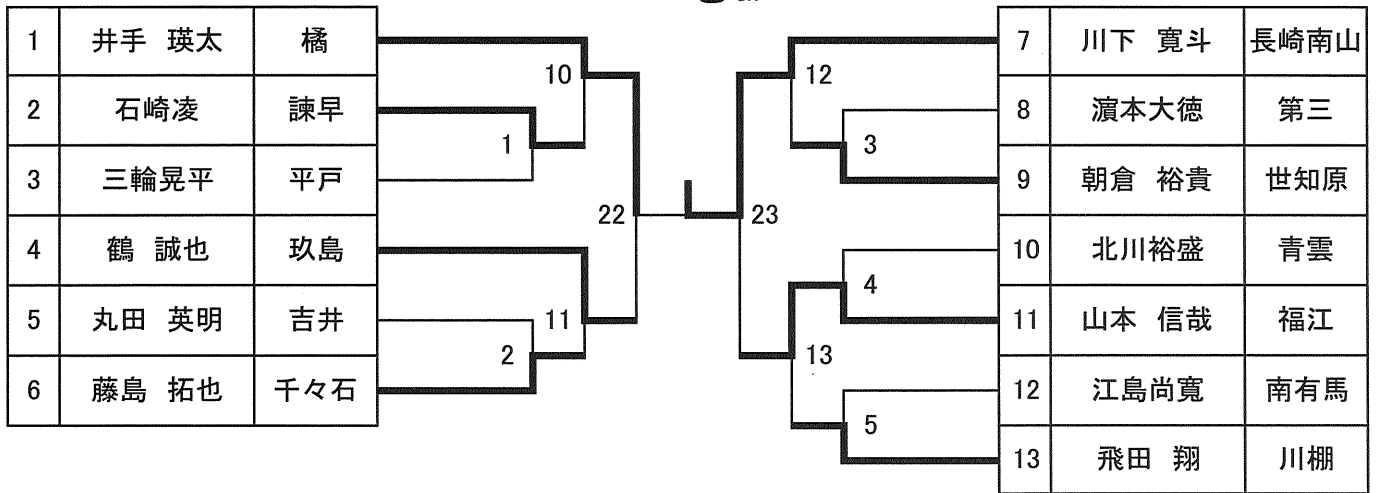 1 井手 瑛太 橘
2 石崎凌 諫早
3 三輪晃平 平戸
4 鶴 誠也 玖島
5 丸田 英明 吉井
6 藤島 拓也 千々石
10
1
22
11
2
12
3
23
4
13
5
7 川下 寛斗 長崎南山
8 濵本大徳 第三
9 朝倉 裕貴 世知原
10 北川裕盛 青雲
11 山本 信哉 福江
12 江島尚寛 南有馬
13 飛田 翔 川棚